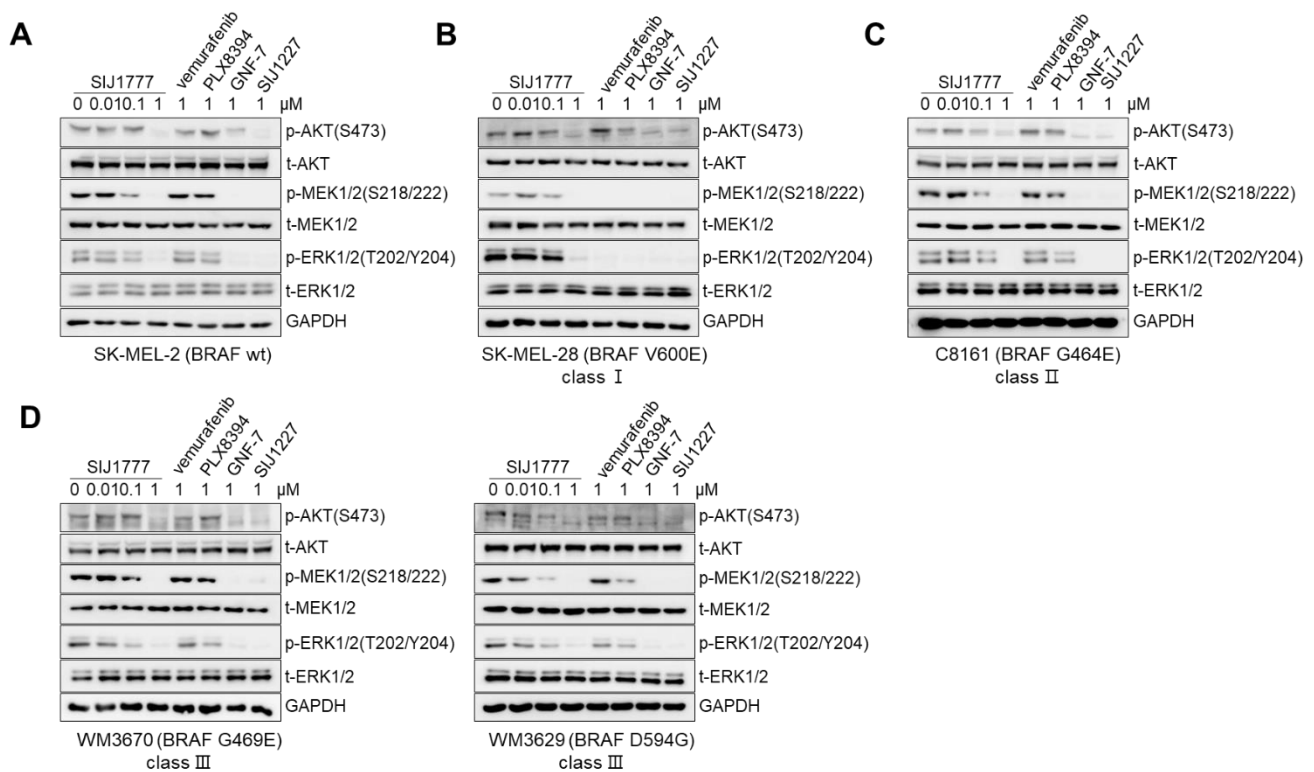 A
SIJ1777 vemurafenib PLX8394 GNF-7 SIJ1227
0 0.01 0.1 1 1 1 1 1 µM
p-AKT(S473)
t-AKT
p-MEK1/2(S218/222)
t-MEK1/2
p-ERK1/2(T202/Y204)
t-ERK1/2
GAPDH
SK-MEL-2 (BRAF wt)
B
SIJ1777 vemurafenib PLX8394 GNF-7 SIJ1227
0 0.01 0.1 1 1 1 1 1 µM
p-AKT(S473)
t-AKT
p-MEK1/2(S218/222)
t-MEK1/2
p-ERK1/2(T202/Y204)
t-ERK1/2
GAPDH
SK-MEL-28 (BRAF V600E)
class Ⅰ
C
SIJ1777 vemurafenib PLX8394 GNF-7 SIJ1227
0 0.01 0.1 1 1 1 1 1 µM
p-AKT(S473)
t-AKT
p-MEK1/2(S218/222)
t-MEK1/2
p-ERK1/2(T202/Y204)
t-ERK1/2
GAPDH
C8161 (BRAF G464E)
class Ⅱ
D
SIJ1777 vemurafenib PLX8394 GNF-7 SIJ1227
0 0.01 0.1 1 1 1 1 1 µM
p-AKT(S473)
t-AKT
p-MEK1/2(S218/222)
t-MEK1/2
p-ERK1/2(T202/Y204)
t-ERK1/2
GAPDH
WM3670 (BRAF G469E)
class Ⅲ
SIJ1777 vemurafenib PLX8394 GNF-7 SIJ1227
0 0.01 0.1 1 1 1 1 1 µM
p-AKT(S473)
t-AKT
p-MEK1/2(S218/222)
t-MEK1/2
p-ERK1/2(T202/Y204)
t-ERK1/2
GAPDH
WM3629 (BRAF D594G)
class Ⅲ